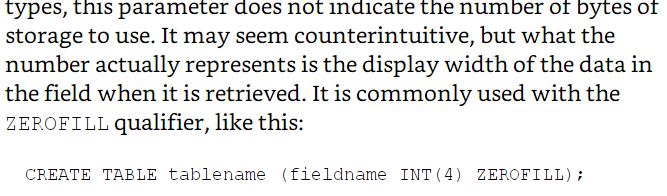 types, this parameter does not indicate the number of bytes of
storage to use. It may seem counterintuitive, but what the
number actually represents is the display width of the data in
the field when it is retrieved. It is commonly used with the
ZEROFILL qualifier, like this:
CREATE TABLE tablename (fieldname INT(4) ZEROFILL);